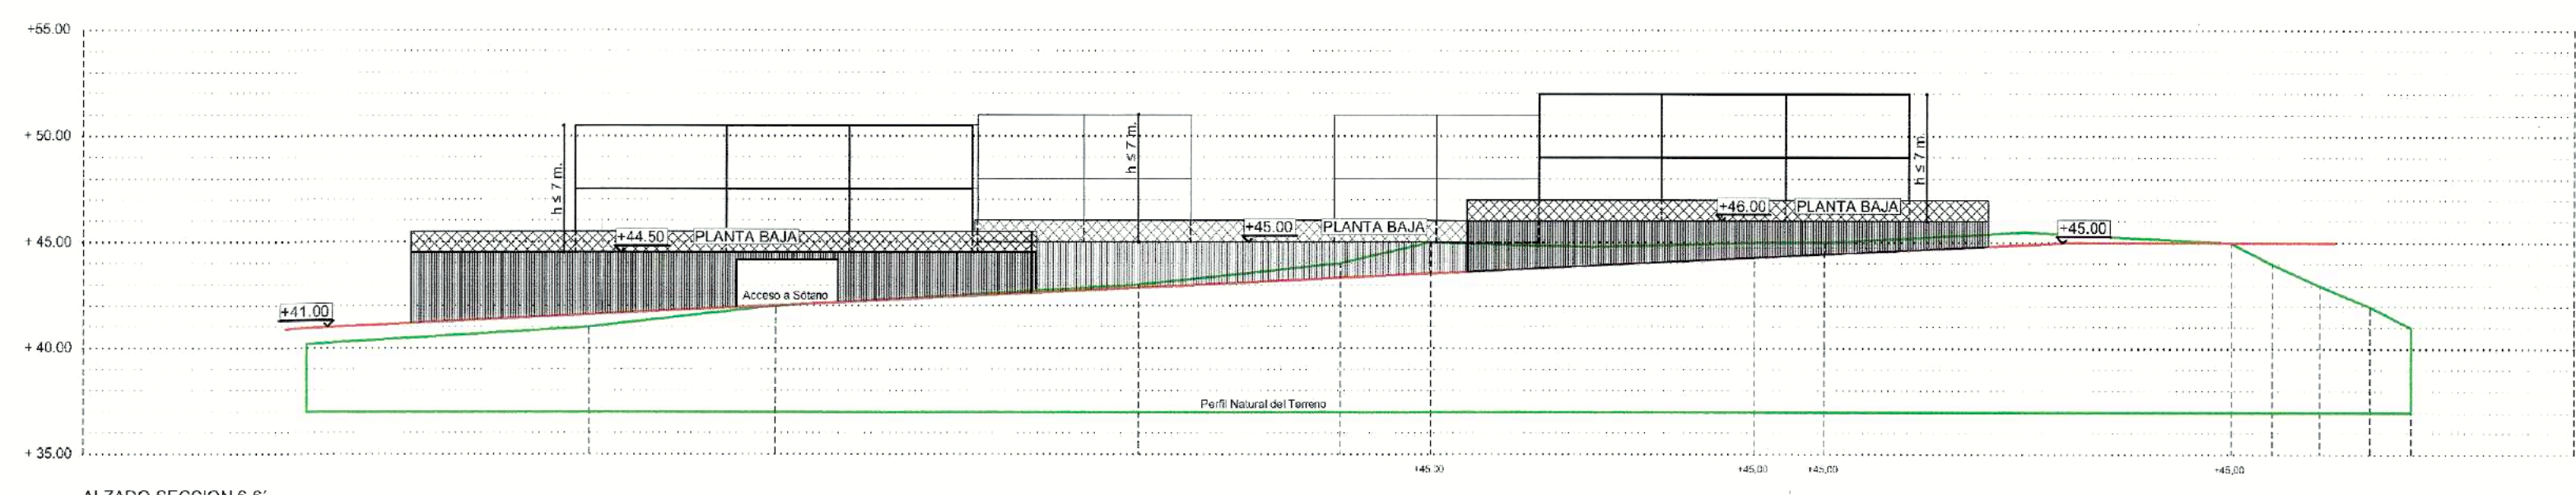 +55.00
+ 50.00
+ 45.00
+ 40.00
+ 35.00
h ≤ 7 m.
h ≤ 7 m.
h ≤ 7 m.
+44.50 PLANTA BAJA
+45.00 PLANTA BAJA
+46.00 PLANTA BAJA
+45.00
+41.00
Acceso a Sótano
Perfil Natural del Terreno
+45,00
+45,00
+45,00
+45,00
ALZADO SECCION 6-6´